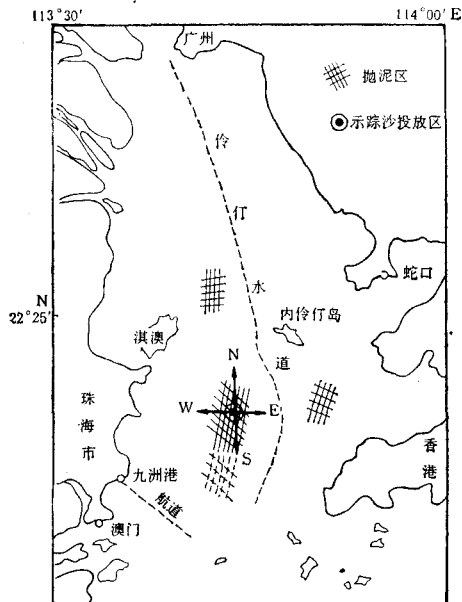 113°30′
114°00′ E
广州
抛泥区
示踪沙投放区
伶仃水道
蛇口
N
22°25′
内伶仃岛
淇澳
N
W
E
S
珠海市
香港
九洲港
航道
澳门